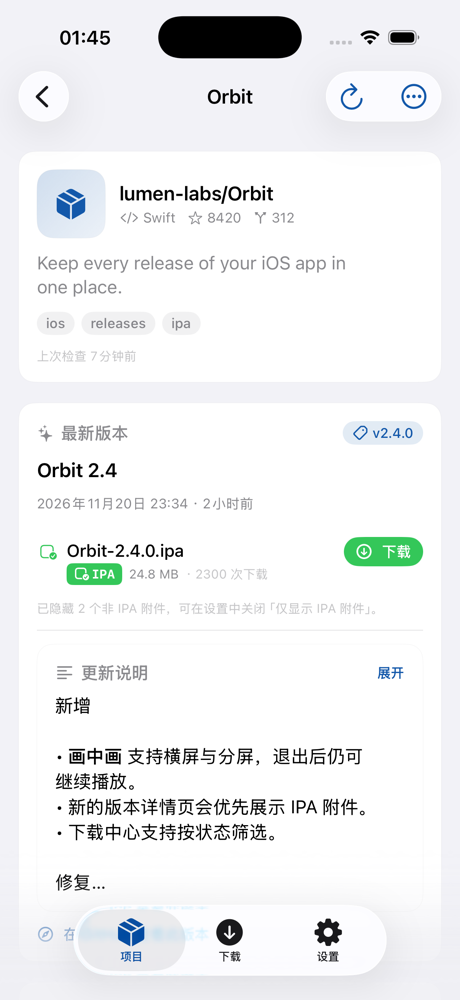 01:45
Orbit
lumen-labs/Orbit
</> Swift 8420 312
Keep every release of your iOS app in
one place.
ios releases ipa
上次检查 7 分钟前
最新版本 v2.4.0
Orbit 2.4
2026年11月20日 23:34 · 2小时前
Orbit-2.4.0.ipa 下载
IPA 24.8 MB · 2300 次下载
已隐藏 2 个非 IPA 附件，可在设置中关闭「仅显示 IPA 附件」。
更新说明 展开
新增
• 画中画 支持横屏与分屏，退出后仍可
继续播放。
• 新的版本详情页会优先展示 IPA 附件。
• 下载中心支持按状态筛选。
修复...
在
项目 下载 设置